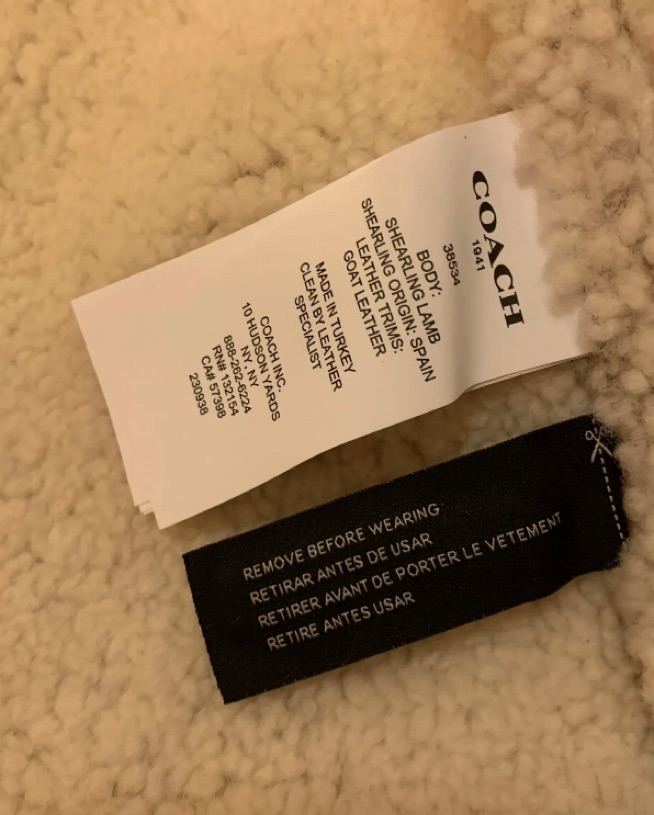 COACH
1941
38534
BODY:
SHEARLING LAMB
SHEARLING ORIGIN: SPAIN
LEATHER TRIMS:
GOAT LEATHER
MADE IN TURKEY
CLEAN BY LEATHER
SPECIALIST
COACH INC.
10 HUDSON YARDS
NY, NY
888-262-6224
RN# 132154
CA# 57398
230938
REMOVE BEFORE WEARING
RETIRAR ANTES DE USAR
RETIRER AVANT DE PORTER LE VETEMENT
RETIRE ANTES USAR